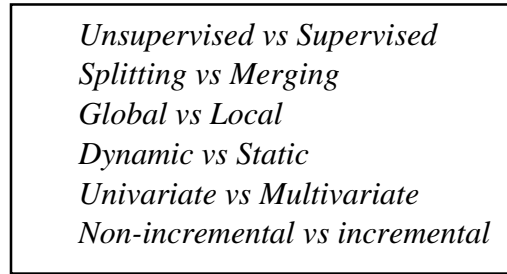 Unsupervised vs Supervised
Splitting vs Merging
Global vs Local
Dynamic vs Static
Univariate vs Multivariate
Non-incremental vs incremental